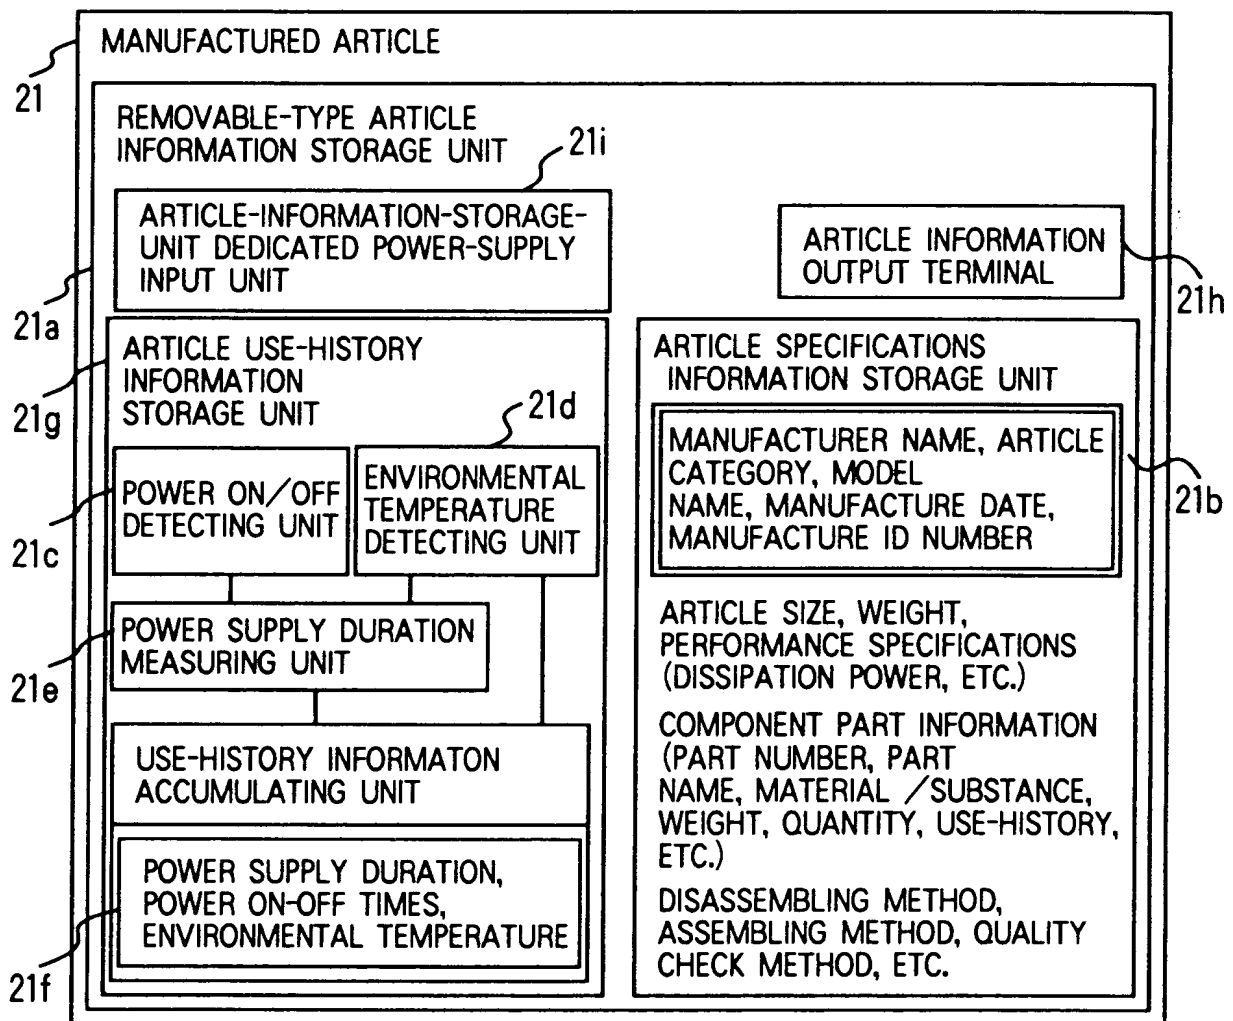 MANUFACTURED ARTICLE
21
REMOVABLE-TYPE ARTICLE
INFORMATION STORAGE UNIT
21i
ARTICLE-INFORMATION-STORAGE-
UNIT DEDICATED POWER-SUPPLY
INPUT UNIT
ARTICLE INFORMATION
OUTPUT TERMINAL
21h
21a
ARTICLE USE-HISTORY
INFORMATION
STORAGE UNIT
21g
21d
POWER ON/OFF
DETECTING UNIT
21c
ENVIRONMENTAL
TEMPERATURE
DETECTING UNIT
POWER SUPPLY DURATION
MEASURING UNIT
21e
USE-HISTORY INFORMATON
ACCUMULATING UNIT
POWER SUPPLY DURATION,
POWER ON-OFF TIMES,
ENVIRONMENTAL TEMPERATURE
21f
ARTICLE SPECIFICATIONS
INFORMATION STORAGE UNIT
MANUFACTURER NAME, ARTICLE
CATEGORY, MODEL
NAME, MANUFACTURE DATE,
MANUFACTURE ID NUMBER
21b
ARTICLE SIZE, WEIGHT,
PERFORMANCE SPECIFICATIONS
(DISSIPATION POWER, ETC.)
COMPONENT PART INFORMATION
(PART NUMBER, PART
NAME, MATERIAL /SUBSTANCE,
WEIGHT, QUANTITY, USE-HISTORY,
ETC.)
DISASSEMBLING METHOD,
ASSEMBLING METHOD, QUALITY
CHECK METHOD, ETC.